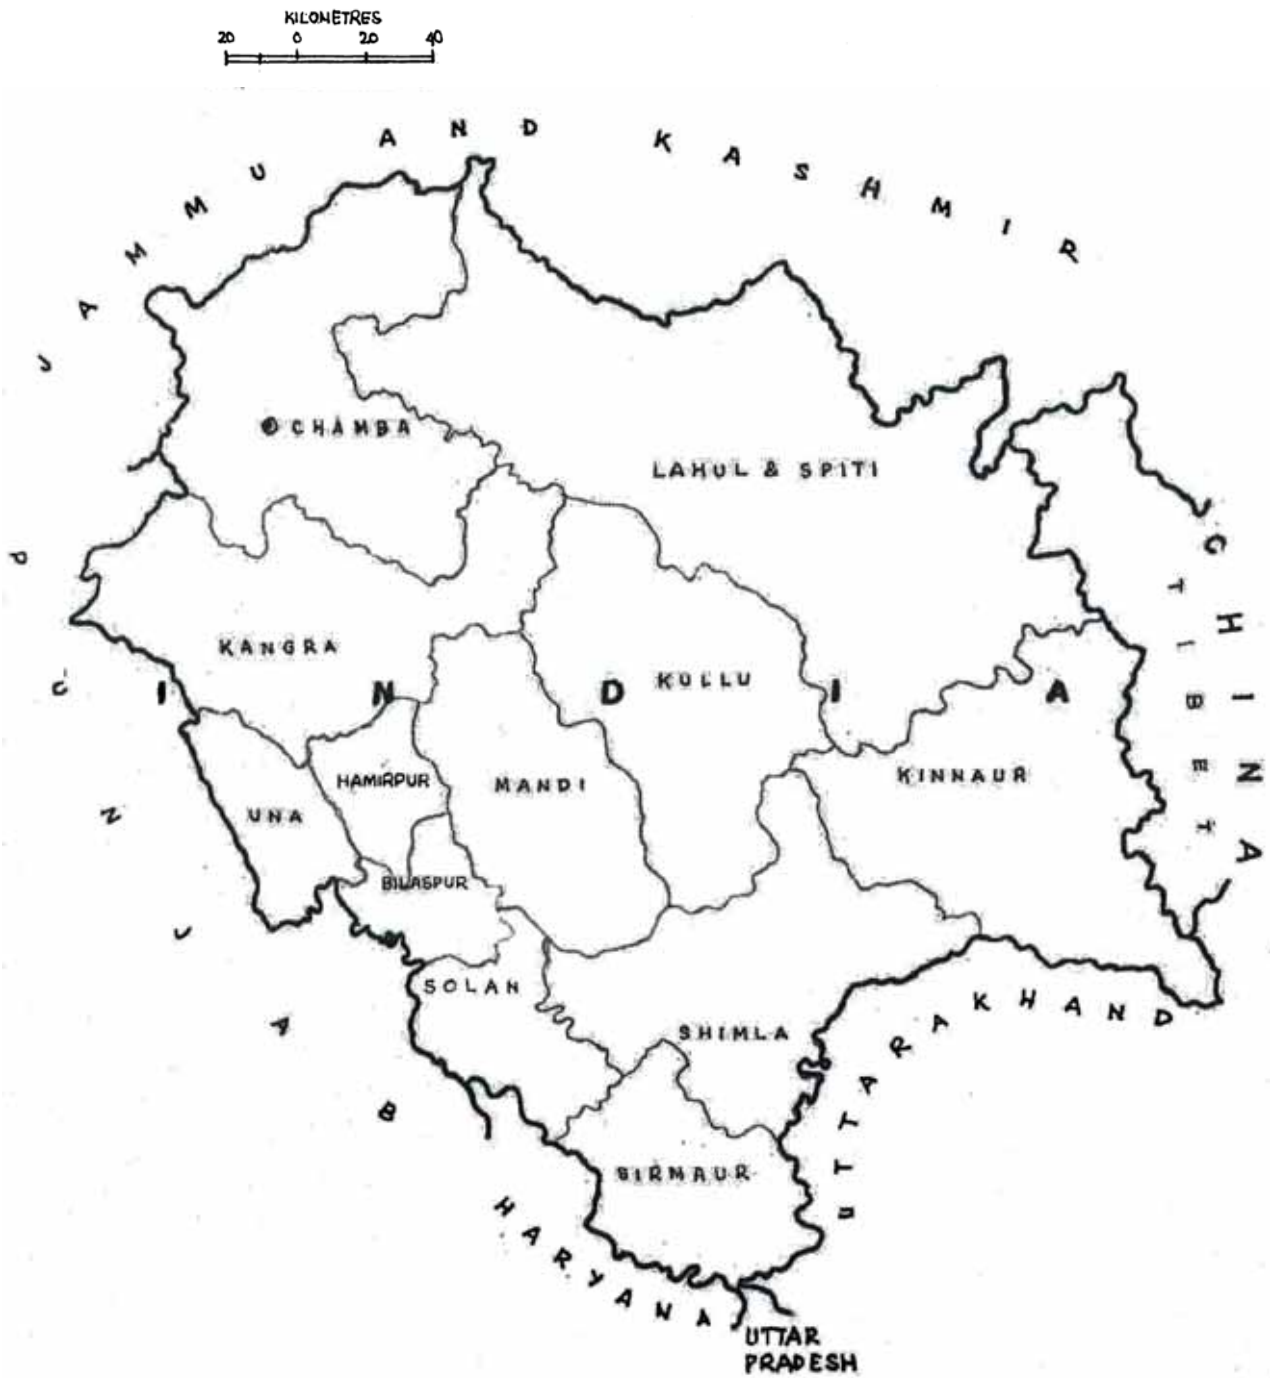 KILOMETRES
20 0 20 40
JAMMU AND KASHMIR
CHAMBA
LAHUL & SPITI
CHINA
TIBET
PUNJAB
KANGRA
INDIA
KULLU
KINNAUR
HAMIRPUR
MANDI
UNA
BILASPUR
SOLAN
SHIMLA
UTTARAKHAND
SIRMAUR
HARYANA
UTTAR
PRADESH